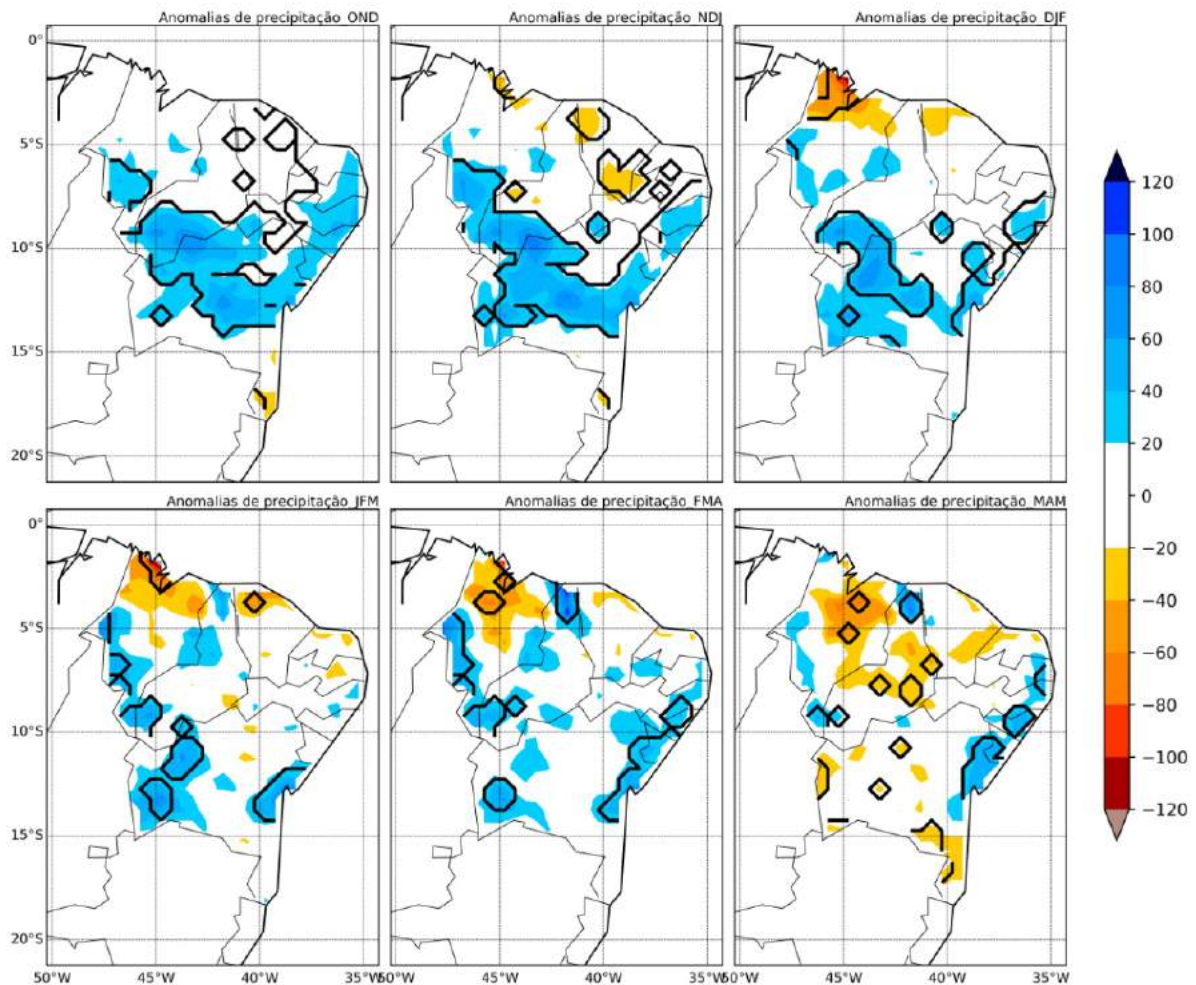 Anomalias de precipitação_OND
Anomalias de precipitação_NDJ
Anomalias de precipitação_DJF
0°
5°S
10°S
15°S
20°S
120
100
80
60
40
20
0
−20
−40
−60
−80
−100
−120
Anomalias de precipitação_JFM
Anomalias de precipitação_FMA
Anomalias de precipitação_MAM
0°
5°S
10°S
15°S
20°S
50°W
45°W
40°W
35°W
45°W
40°W
35°W
45°W
40°W
35°W